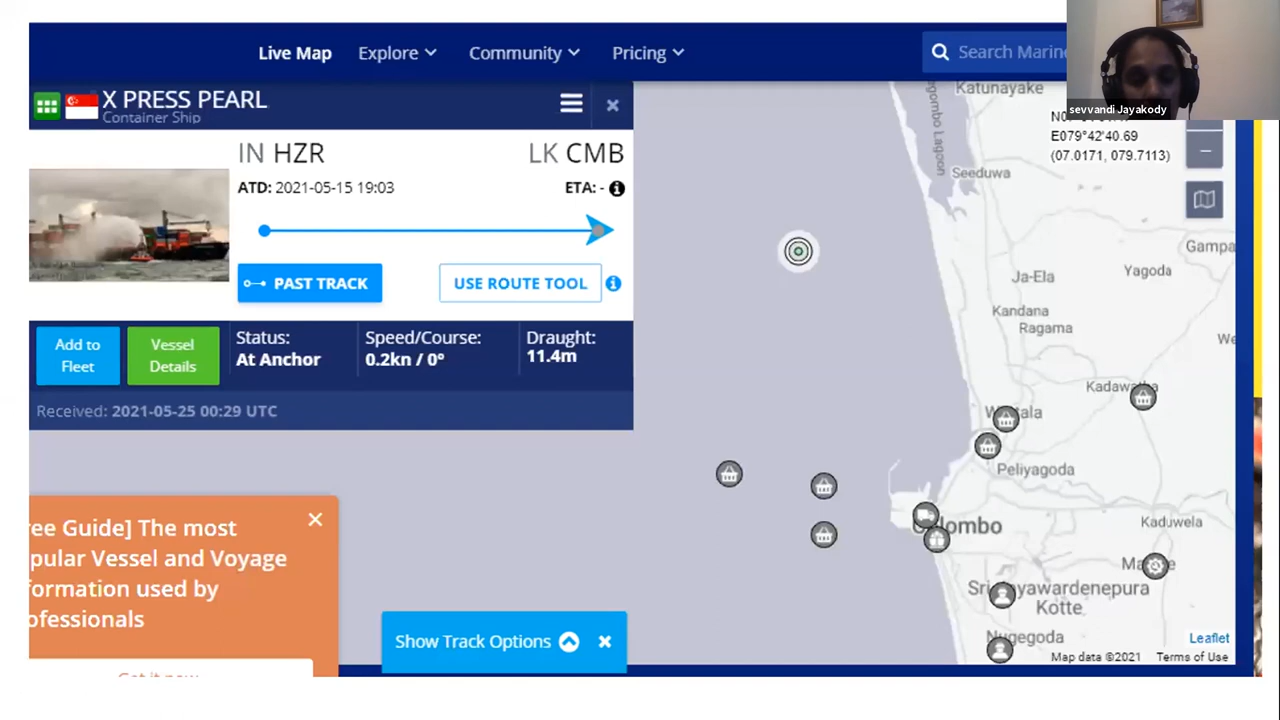 Live Map Explore Community Pricing
Search Marine
sevvandi Jayakody
X PRESS PEARL
Container Ship
IN HZR
LK CMB
ATD: 2021-05-15 19:03
ETA: -
PAST TRACK
USE ROUTE TOOL
Add to
Fleet
Vessel
Details
Status:
At Anchor
Speed/Course:
0.2kn / 0°
Draught:
11.4m
Received: 2021-05-25 00:29 UTC
ree Guide] The most
pular Vessel and Voyage
formation used by
ofessionals
Show Track Options
E079°42'40.69
(07.0171, 079.7113)
Katunayake
gombo Lagoon
Seeduwa
Gampa
Ja-Ela
Yagoda
Kandana
Ragama
We
Kadawatha
Peliyagoda
Colombo
Kaduwela
Kotte
Nugegoda
Leaflet
Map data ©2021 Terms of Use